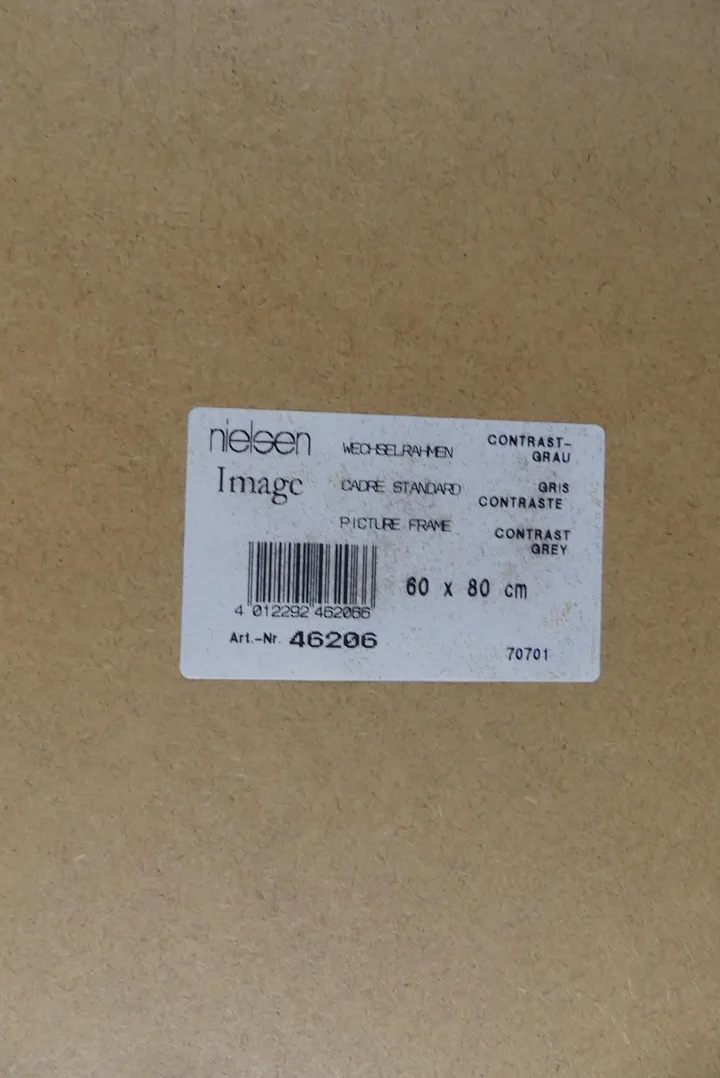 nielsen
Image
WECHSELRAHMEN
CONTRAST-
GRAU
CADRE STANDARD
GRIS
CONTRASTE
PICTURE FRAME
CONTRAST
GREY
60 x 80 cm
4 012292 462066
Art.-Nr. 46206
70701